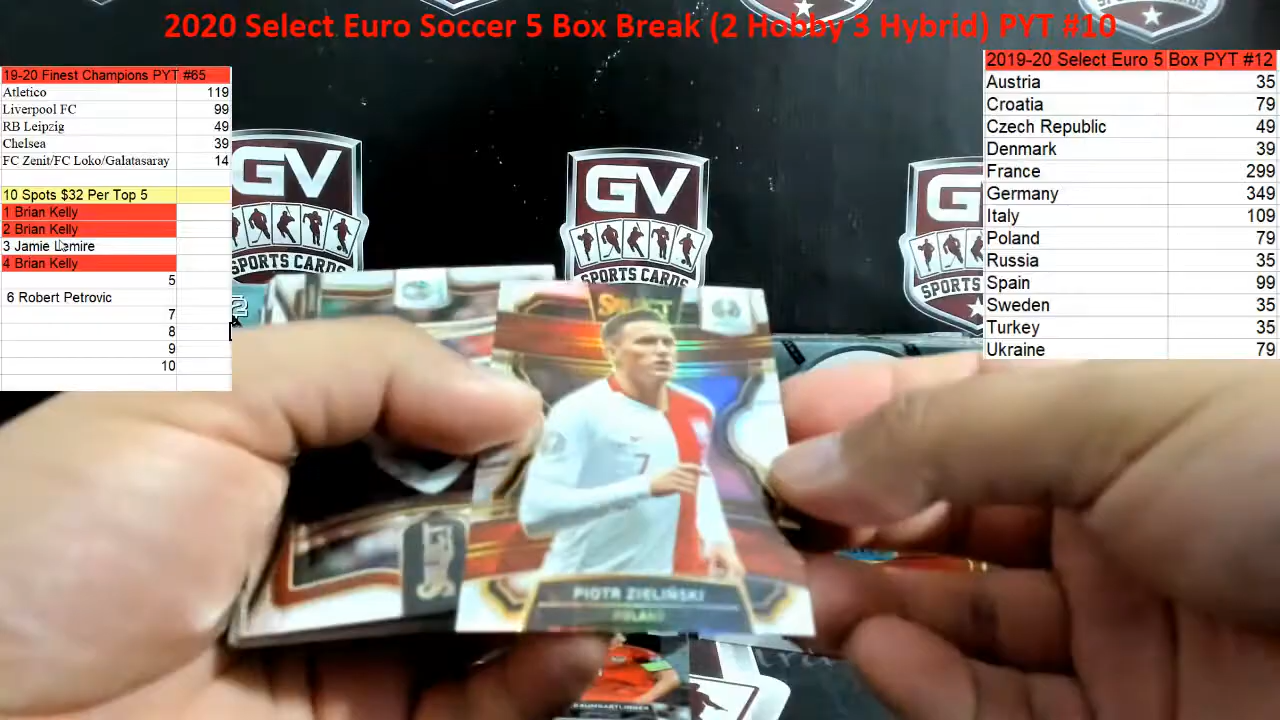 2020 Select Euro Soccer 5 Box Break (2 Hobby 3 Hybrid) PYT #10
19-20 Finest Champions PYT #65
Atletico 119
Liverpool FC 99
RB Leipzig 49
Chelsea 39
FC Zenit/FC Loko/Galatasaray 14
10 Spots $32 Per Top 5
1 Brian Kelly
2 Brian Kelly
3 Jamie Lemire
4 Brian Kelly
5
6 Robert Petrovic
7
8
9
10
2019-20 Select Euro 5 Box PYT #12
Austria 35
Croatia 79
Czech Republic 49
Denmark 39
France 299
Germany 349
Italy 109
Poland 79
Russia 35
Spain 99
Sweden 35
Turkey 35
Ukraine 79
GV
SPORTS CARDS
GV
SPORTS CARDS
G
SPORTS
SELECT
7
PIOTR ZIELIŃSKI
POLAND
BAUMGARTLINGER